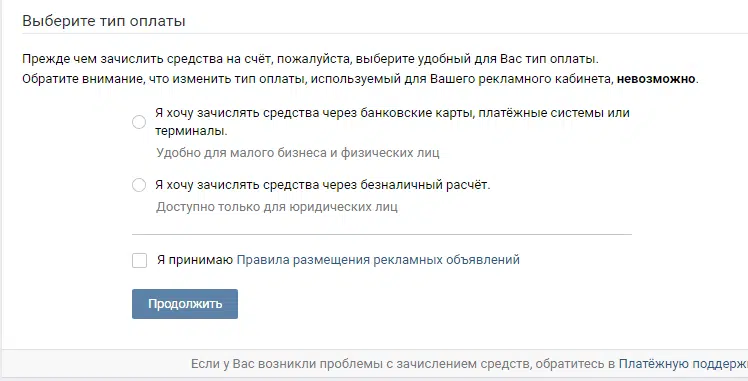 Выберите тип оплаты
Прежде чем зачислить средства на счёт, пожалуйста, выберите удобный для Вас тип оплаты.
Обратите внимание, что изменить тип оплаты, используемый для Вашего рекламного кабинета, невозможно.
Я хочу зачислять средства через банковские карты, платёжные системы или
терминалы.
Удобно для малого бизнеса и физических лиц
Я хочу зачислять средства через безналичный расчёт.
Доступно только для юридических лиц
Я принимаю Правила размещения рекламных объявлений
Продолжить
Если у Вас возникли проблемы с зачислением средств, обратитесь в Платёжную поддерж